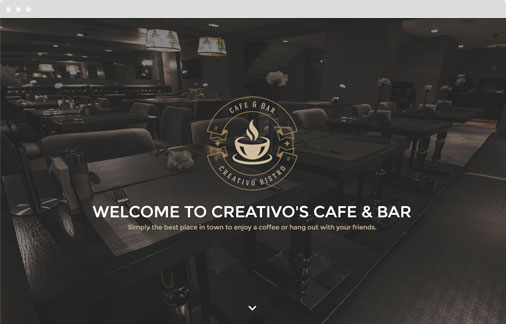 CAFE & BAR
CREATIVO BISTRO
WELCOME TO CREATIVO'S CAFE & BAR
Simply the best place in town to enjoy a coffee or hang out with your friends.